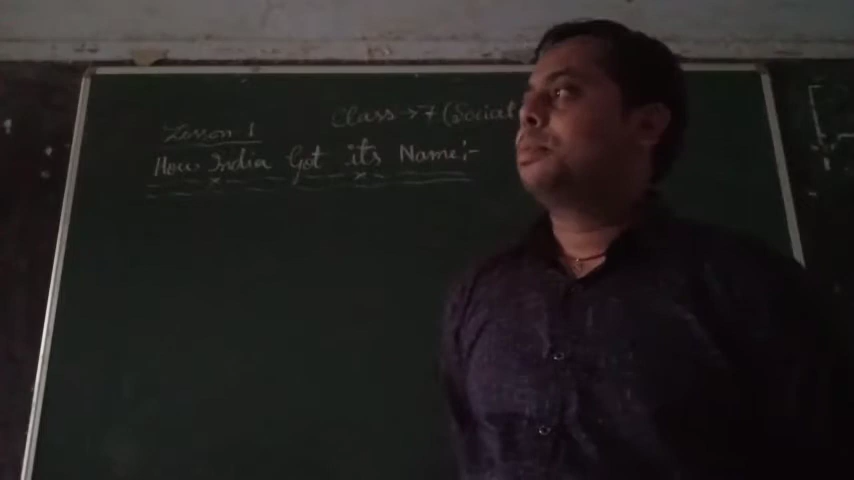 Class → 7 (Social
Lesson 1
How India Got its Name:-